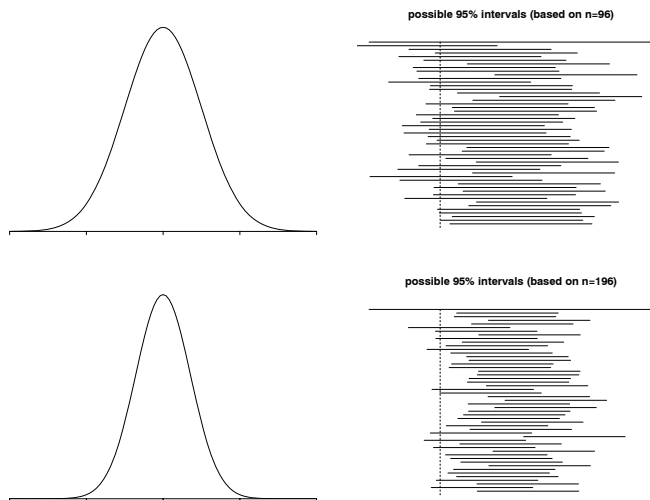 possible 95% intervals (based on n=96)
possible 95% intervals (based on n=196)